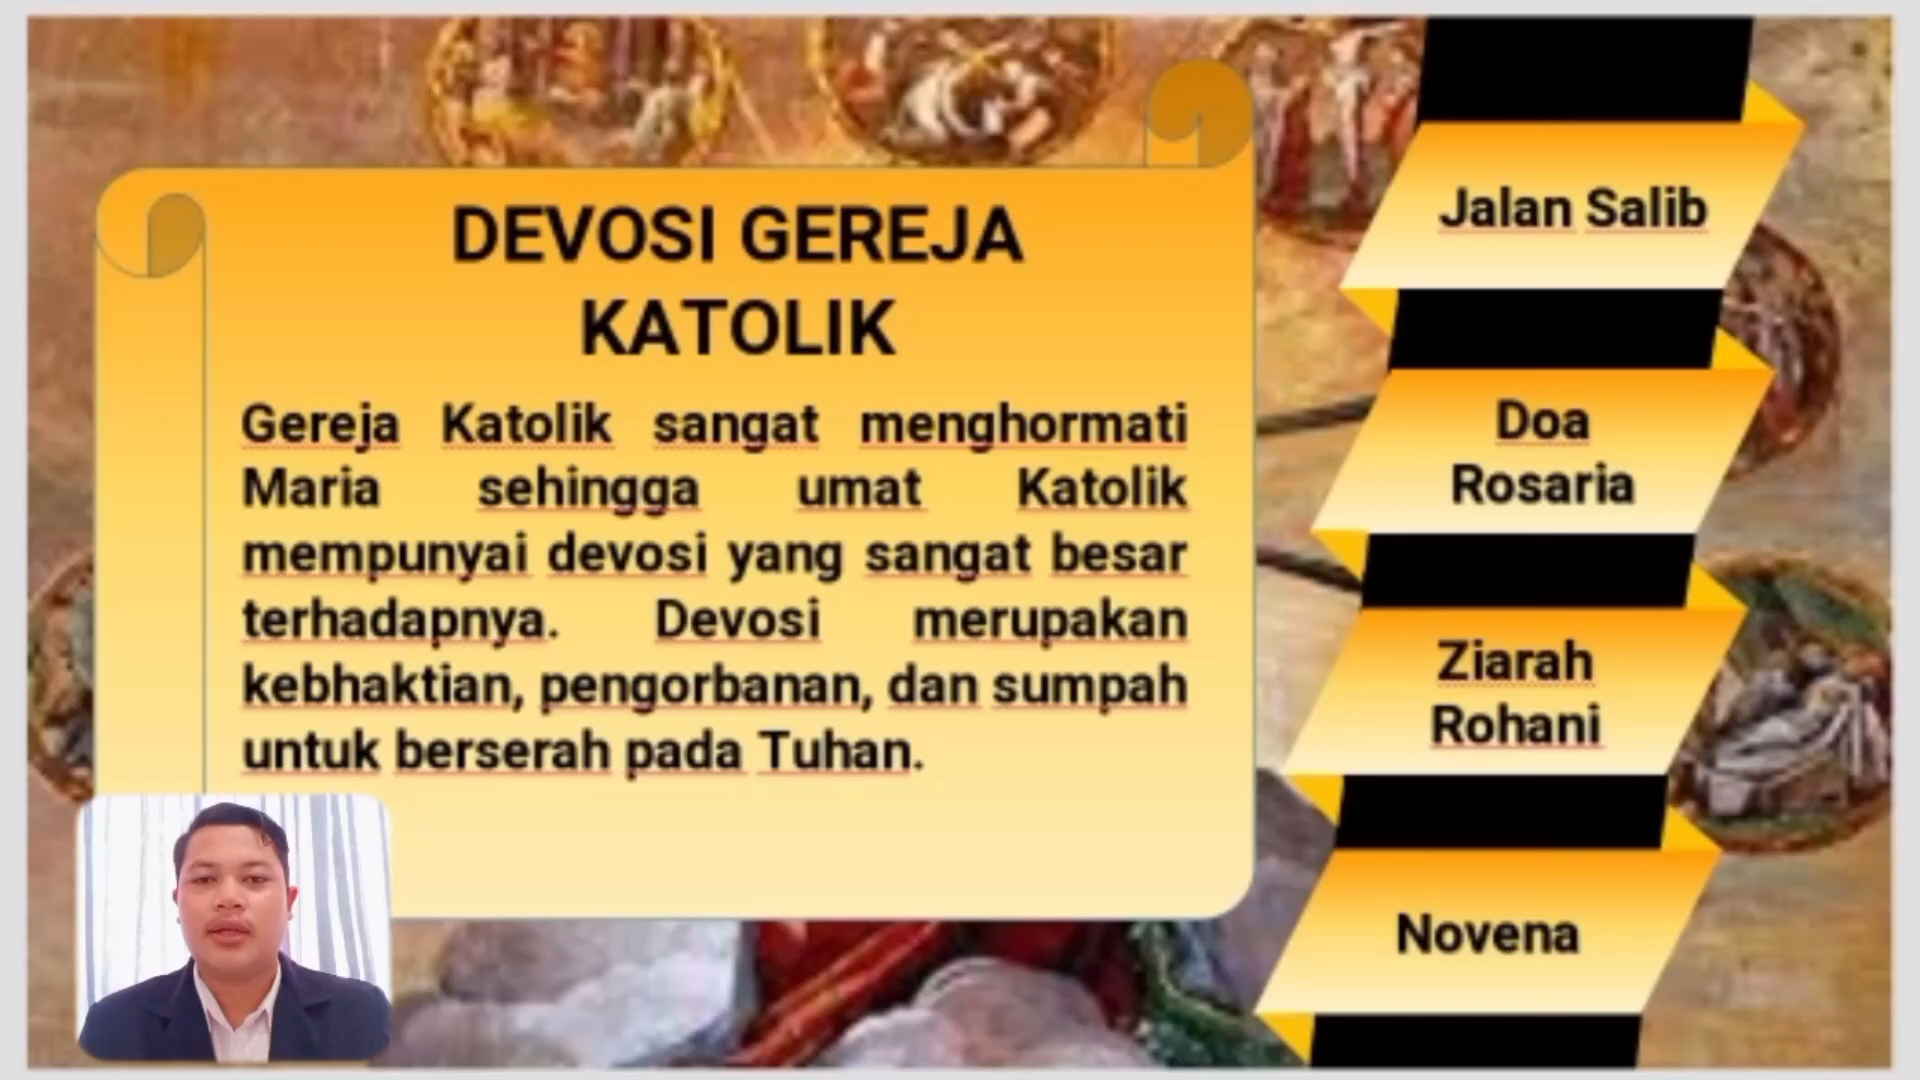 DEVOSI GEREJA
KATOLIK
Gereja Katolik sangat menghormati
Maria sehingga umat Katolik
mempunyai devosi yang sangat besar
terhadapnya. Devosi merupakan
kebhaktian, pengorbanan, dan sumpah
untuk berserah pada Tuhan.
Jalan Salib
Doa
Rosaria
Ziarah
Rohani
Novena